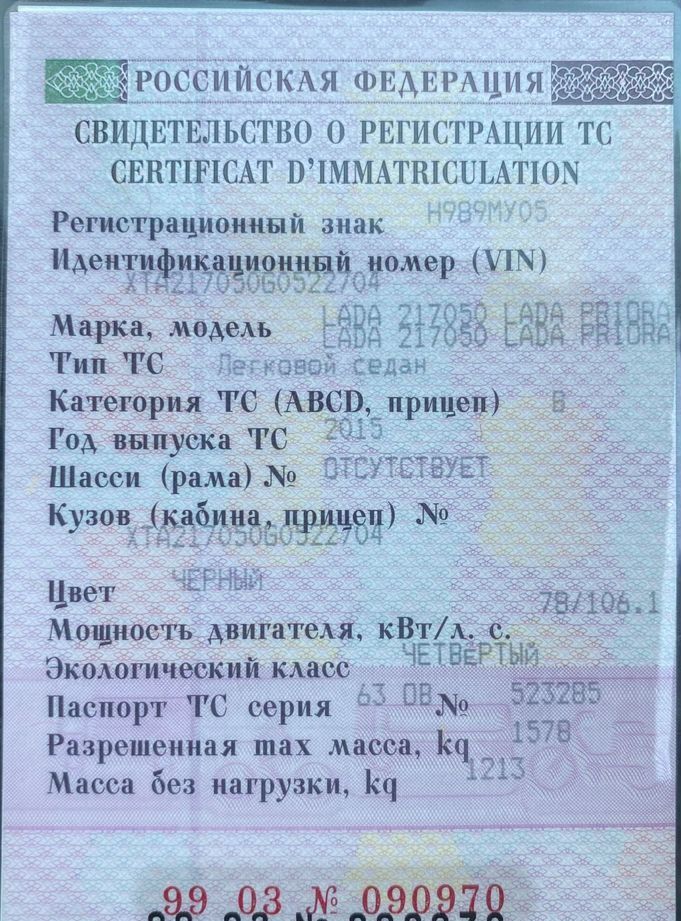 РОССИЙСКАЯ ФЕДЕРАЦИЯ
СВИДЕТЕЛЬСТВО О РЕГИСТРАЦИИ ТС
CERTIFICAT D'IMMATRICULATION
Регистрационный знак Н989МУ05
Идентификационный номер (VIN)
XTA217050G0522704
Марка, модель LADA 217050 LADA PRIORA
LADA 217050 LADA PRIORA
Тип ТС Легковой седан
Категория ТС (ABCD, прицеп) B
Год выпуска ТС 2015
Шасси (рама) № ОТСУТСТВУЕТ
Кузов (кабина, прицеп) №
XTA217050G0522704
Цвет ЧЕРНЫЙ
Мощность двигателя, кВт/л. с. 78/106.1
Экологический класс ЧЕТВЕРТЫЙ
Паспорт ТС серия 63 ОВ № 523285
Разрешенная max масса, kg 1578
Масса без нагрузки, kg 1213
99 03 № 090970